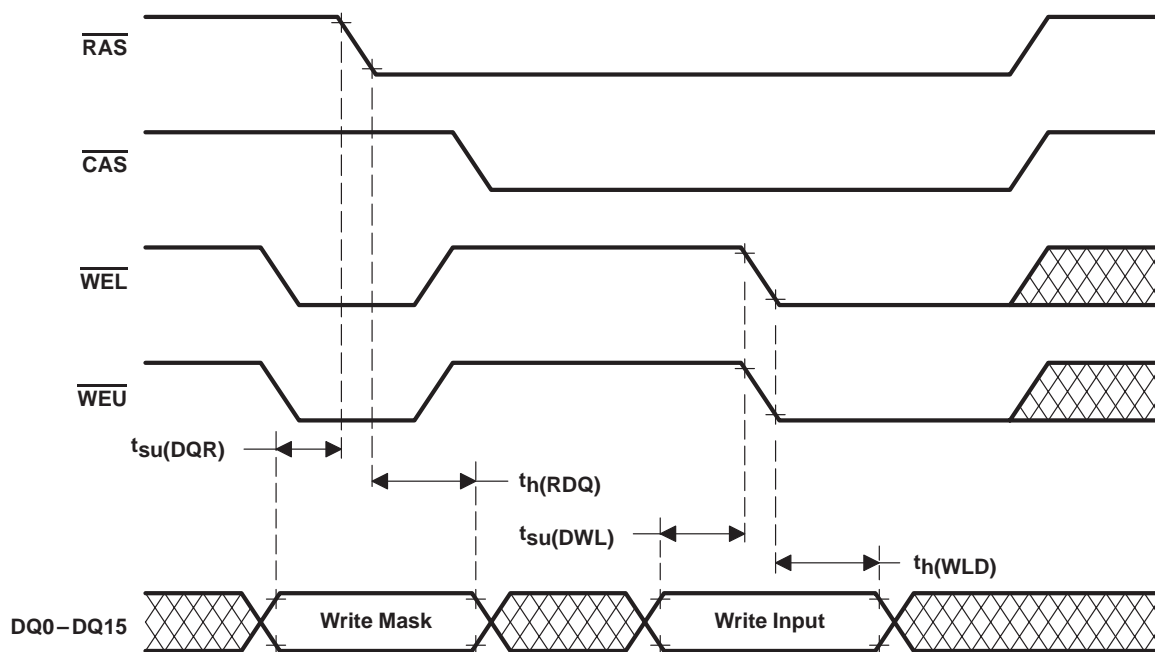 RAS
CAS
WEL
WEU
tsu(DQR)
th(RDQ)
tsu(DWL)
th(WLD)
DQ0–DQ15
Write Mask
Write Input